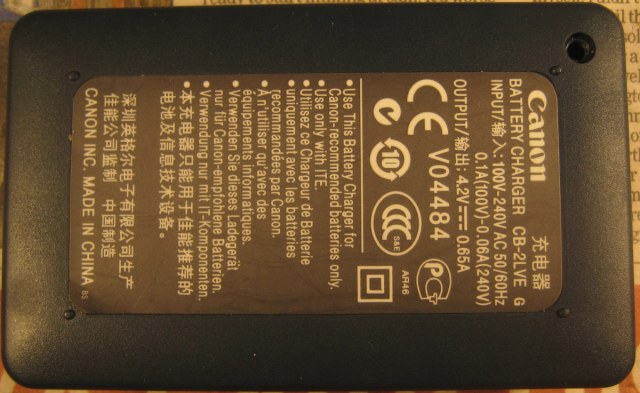 Canon 充电器
BATTERY CHARGER CB-2LVE G
INPUT/输入: 100V-240V AC 50/60Hz
0.1A(100V)-0.06A(240V)
OUTPUT/输出: 4.2V 0.65A
CE V04484 PCT
10 CCC S&E AR46
• Use This Battery Charger for
Canon-recommended batteries only.
• Use only with ITE.
• Utilisez ce Chargeur de Batterie
uniquement avec les batteries
recommandées par Canon.
• A n'utiliser qu'avec des
équipements infomatiques.
• Verwenden Sie dieses Ladegerät
nur für Canon-empfohlene Batterien.
• Verwendung nur mit IT-Komponenten.
• 本充电器只能用于佳能推荐的
电池及信息技术设备。
深圳英格尔电子有限公司生产
佳能公司监制 中国制造
CANON INC. MADE IN CHINA